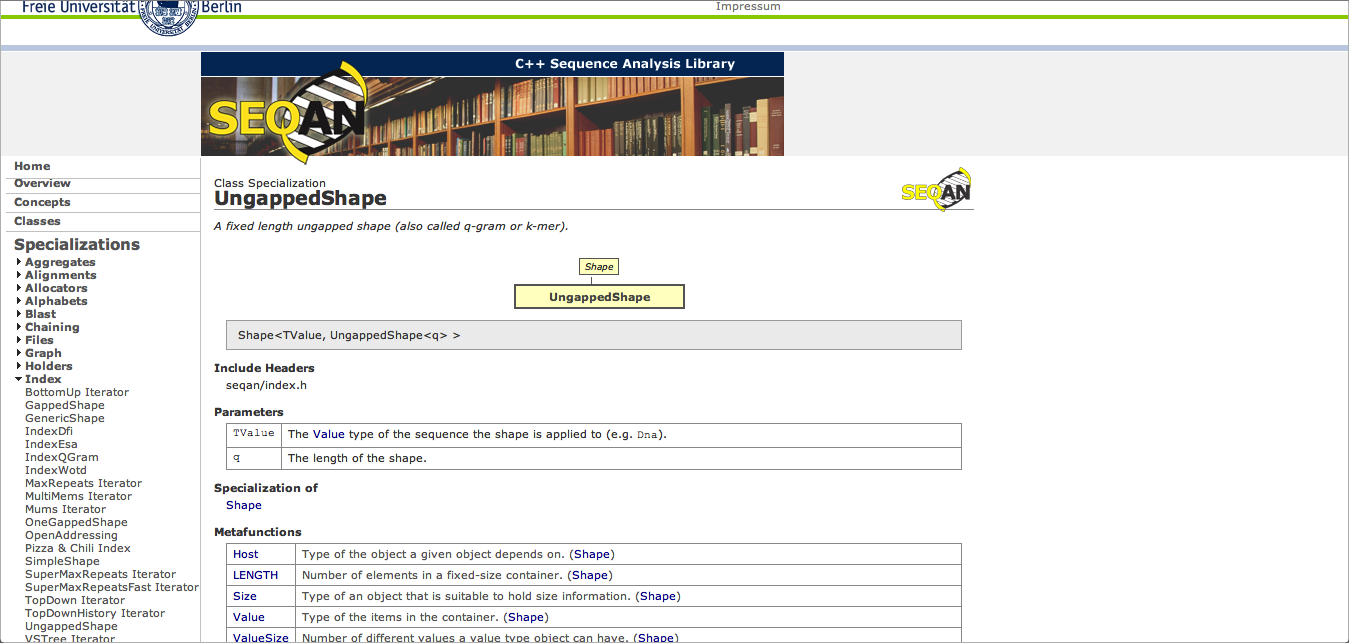 Freie Universität Berlin
Impressum
C++ Sequence Analysis Library
SEQAN
Home
Overview
Concepts
Classes
Specializations
Aggregates
Alignments
Allocators
Alphabets
Blast
Chaining
Files
Graph
Holders
Index
BottomUp Iterator
GappedShape
GenericShape
IndexDfi
IndexEsa
IndexQGram
IndexWotd
MaxRepeats Iterator
MultiMems Iterator
Mums Iterator
OneGappedShape
OpenAddressing
Pizza & Chili Index
SimpleShape
SuperMaxRepeats Iterator
SuperMaxRepeatsFast Iterator
TopDown Iterator
TopDownHistory Iterator
UngappedShape
VSTree Iterator
Class Specialization
UngappedShape
SEQAN
A fixed length ungapped shape (also called q-gram or k-mer).
Shape
UngappedShape
Shape<TValue, UngappedShape<q> >
Include Headers
seqan/index.h
Parameters
TValue The Value type of the sequence the shape is applied to (e.g. Dna).
q The length of the shape.
Specialization of
Shape
Metafunctions
Host Type of the object a given object depends on. (Shape)
LENGTH Number of elements in a fixed-size container. (Shape)
Size Type of an object that is suitable to hold size information. (Shape)
Value Type of the items in the container. (Shape)
ValueSize Number of different values a value type object can have. (Shape)